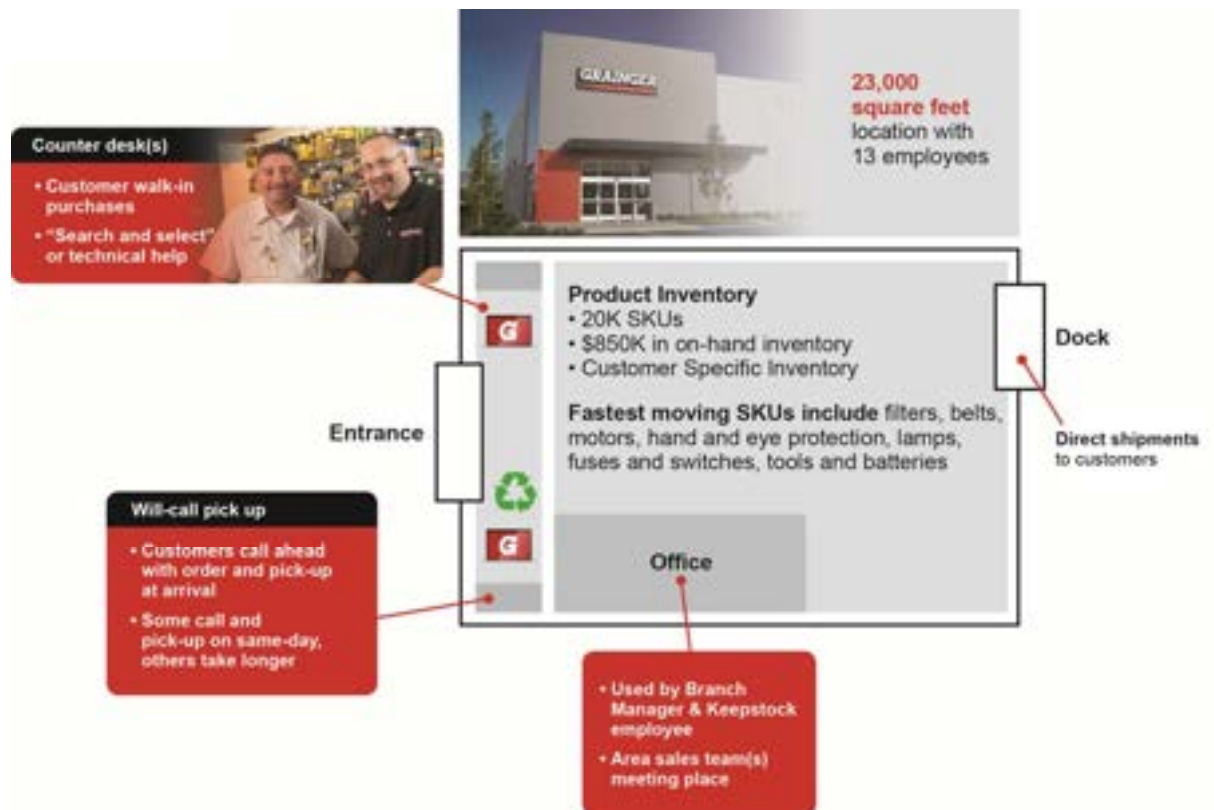 GRAINGER
23,000
square feet
location with
13 employees
Counter desk(s)
• Customer walk-in
purchases
• "Search and select"
or technical help
Product Inventory
• 20K SKUs
• $850K in on-hand inventory
• Customer Specific Inventory
Fastest moving SKUs include filters, belts,
motors, hand and eye protection, lamps,
fuses and switches, tools and batteries
G
Dock
Direct shipments
to customers
Entrance
Will-call pick up
• Customers call ahead
with order and pick-up
at arrival
• Some call and
pick-up on same-day,
others take longer
G
Office
• Used by Branch
Manager & Keepstock
employee
• Area sales team(s)
meeting place